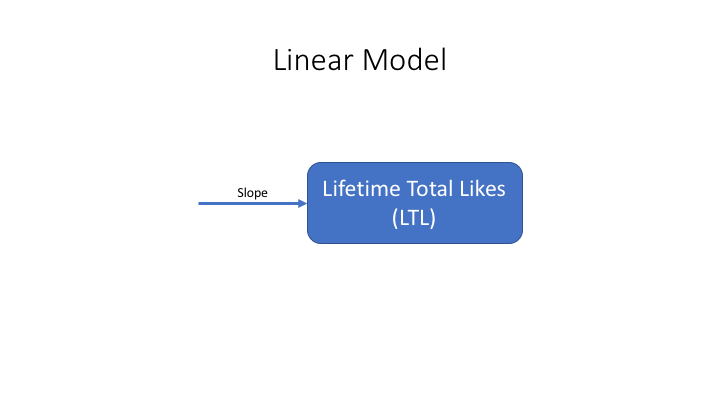 Linear Model
Slope
Lifetime Total Likes
(LTL)